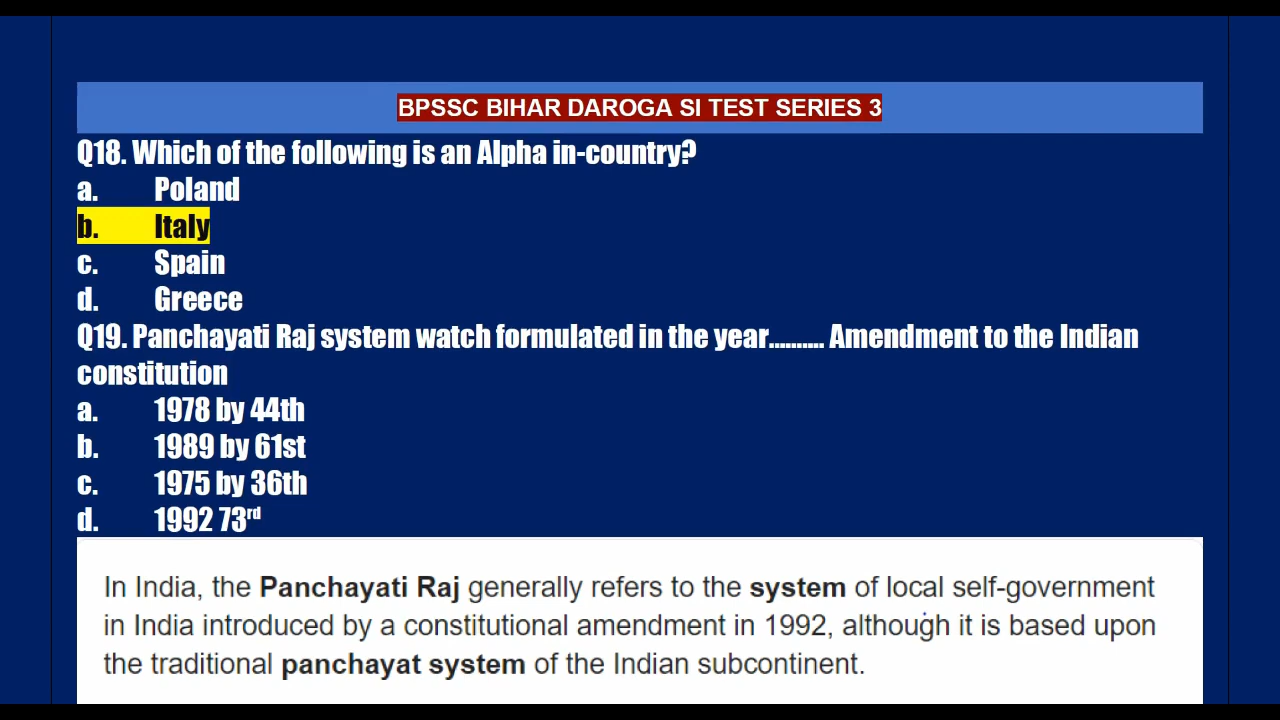 BPSSC BIHAR DAROGA SI TEST SERIES 3
Q18. Which of the following is an Alpha in-country?
a. Poland
b. Italy
c. Spain
d. Greece
Q19. Panchayati Raj system watch formulated in the year.......... Amendment to the Indian
constitution
a. 1978 by 44th
b. 1989 by 61st
c. 1975 by 36th
d. 1992 73rd
In India, the Panchayati Raj generally refers to the system of local self-government
in India introduced by a constitutional amendment in 1992, although it is based upon
the traditional panchayat system of the Indian subcontinent.